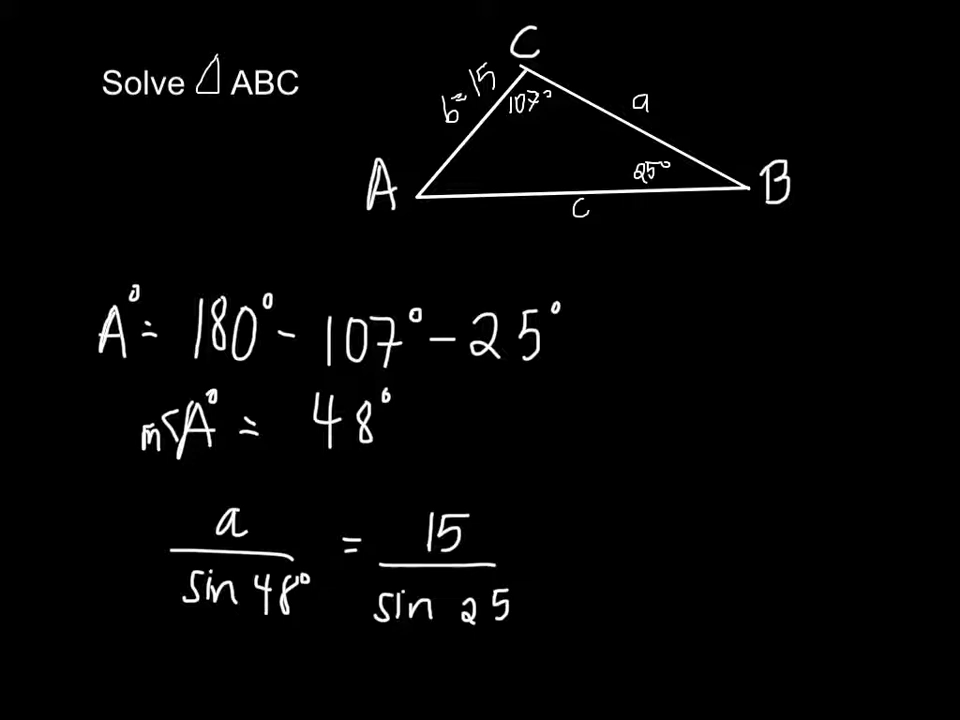 Solve △ ABC
C
b = 15
107°
a
A
25°
B
c
A° = 180° - 107° - 25°
m<A° = 48°
a / sin 48° = 15 / sin 25